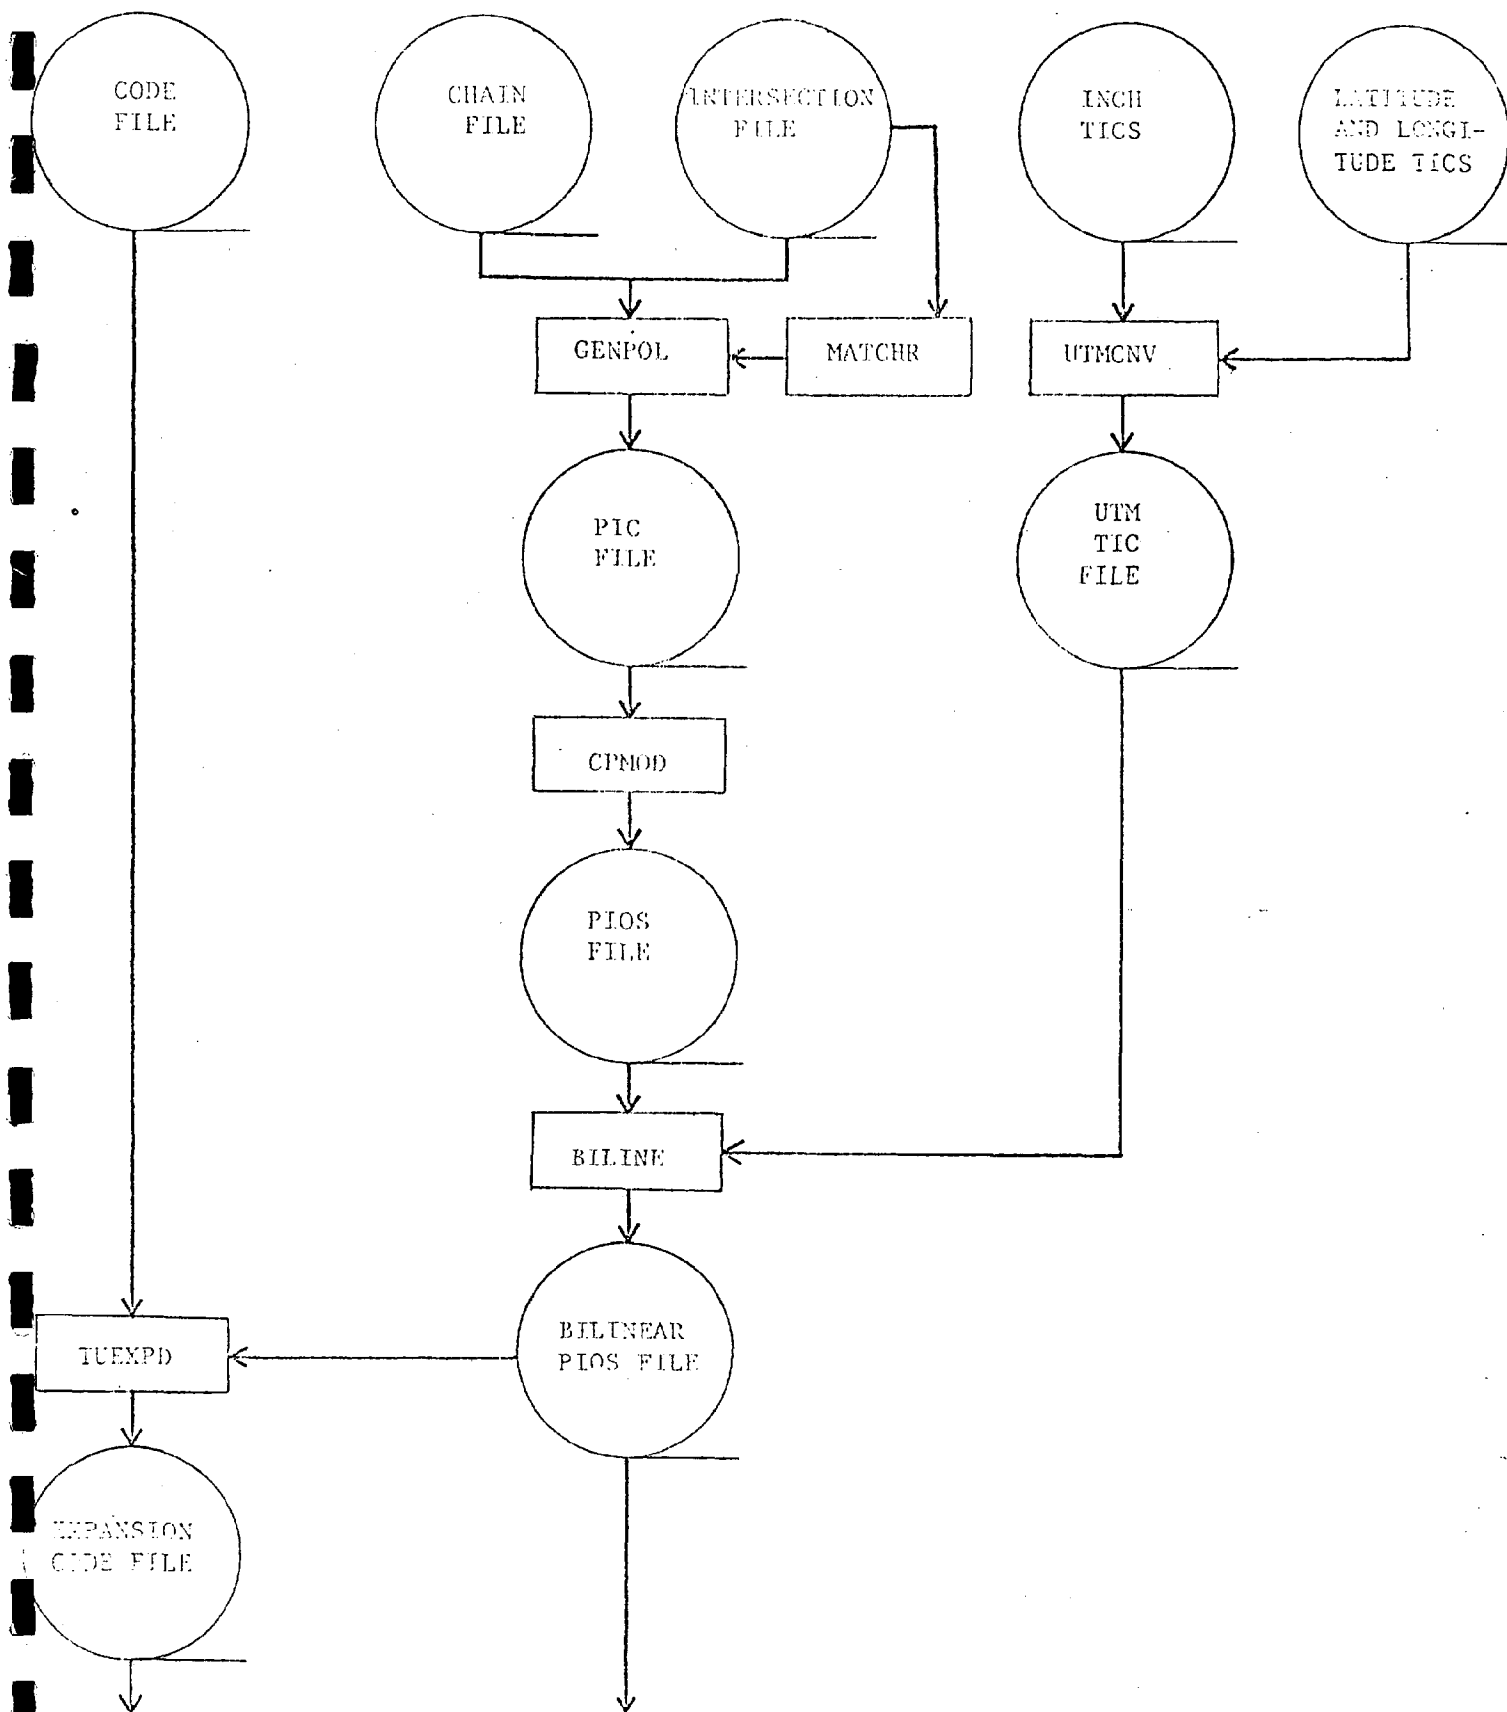 CODE
FILE
CHAIN
FILE
INTERSECTION
FILE
INCH
TICS
LATITUDE
AND LONGI-
TUDE TICS
GENPOL
MATCHR
UTMCNV
PIC
FILE
UTM
TIC
FILE
CPMOD
PIOS
FILE
BILINE
TUEXPD
BILINEAR
PIOS FILE
EXPANSION
CODE FILE